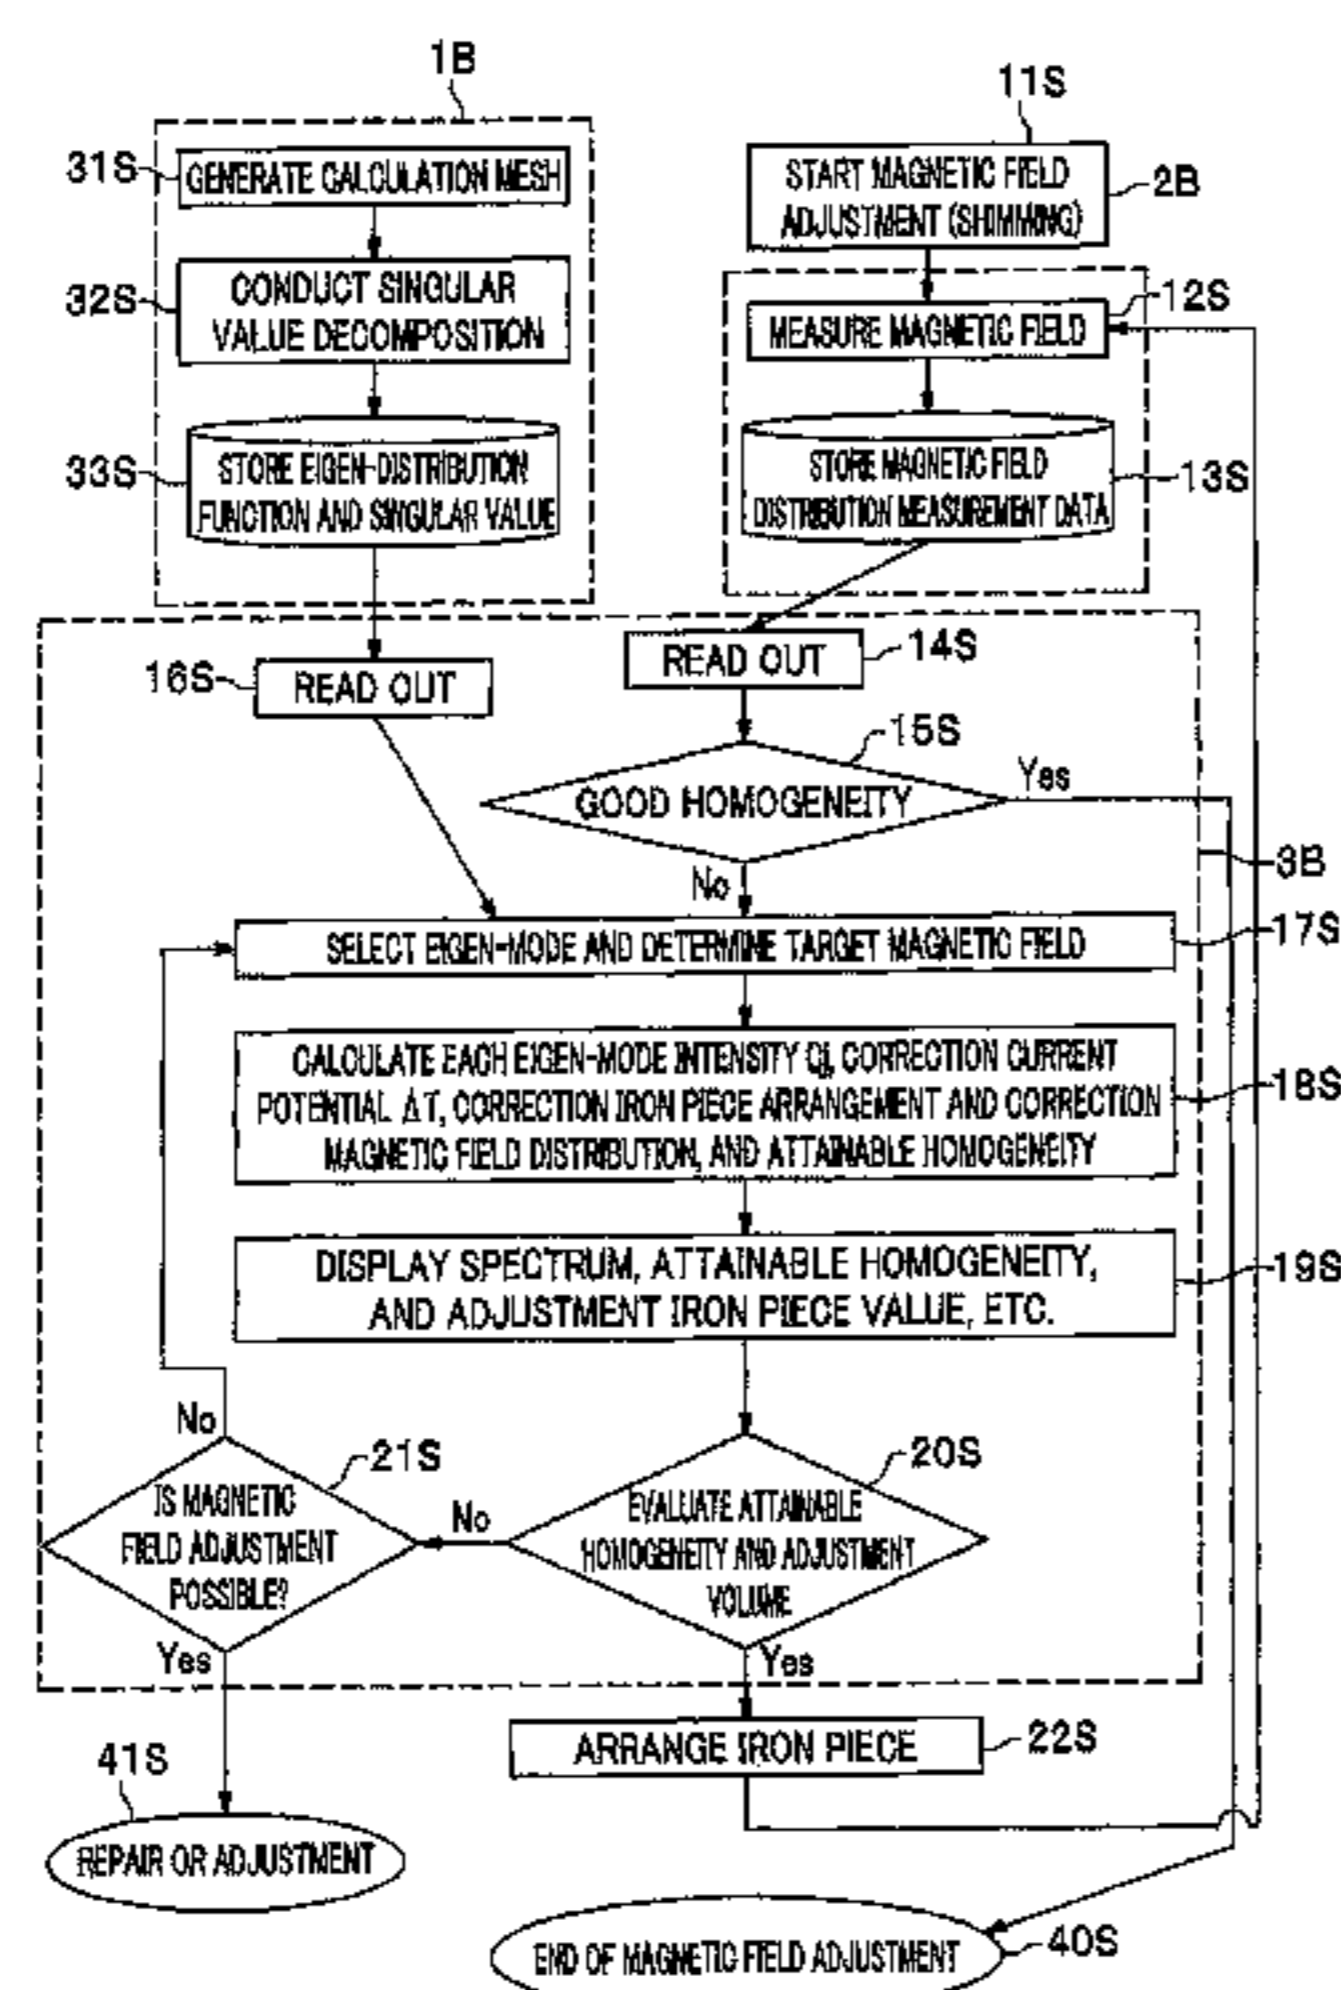 1B
31S
GENERATE CALCULATION MESH
32S
CONDUCT SINGULAR
VALUE DECOMPOSITION
33S
STORE EIGEN-DISTRIBUTION
FUNCTION AND SINGULAR VALUE
11S
START MAGNETIC FIELD
ADJUSTMENT (SHIMMING)
2B
12S
MEASURE MAGNETIC FIELD
STORE MAGNETIC FIELD
DISTRIBUTION MEASUREMENT DATA
13S
16S
READ OUT
READ OUT
14S
15S
GOOD HOMOGENEITY
Yes
No
3B
SELECT EIGEN-MODE AND DETERMINE TARGET MAGNETIC FIELD
17S
CALCULATE EACH EIGEN-MODE INTENSITY Cj, CORRECTION CURRENT
POTENTIAL ΔT, CORRECTION IRON PIECE ARRANGEMENT AND CORRECTION
MAGNETIC FIELD DISTRIBUTION, AND ATTAINABLE HOMOGENEITY
18S
DISPLAY SPECTRUM, ATTAINABLE HOMOGENEITY,
AND ADJUSTMENT IRON PIECE VALUE, ETC.
19S
No
21S
IS MAGNETIC
FIELD ADJUSTMENT
POSSIBLE?
Yes
No
20S
EVALUATE ATTAINABLE
HOMOGENEITY AND ADJUSTMENT
VOLUME
Yes
ARRANGE IRON PIECE
22S
41S
REPAIR OR ADJUSTMENT
END OF MAGNETIC FIELD ADJUSTMENT
40S